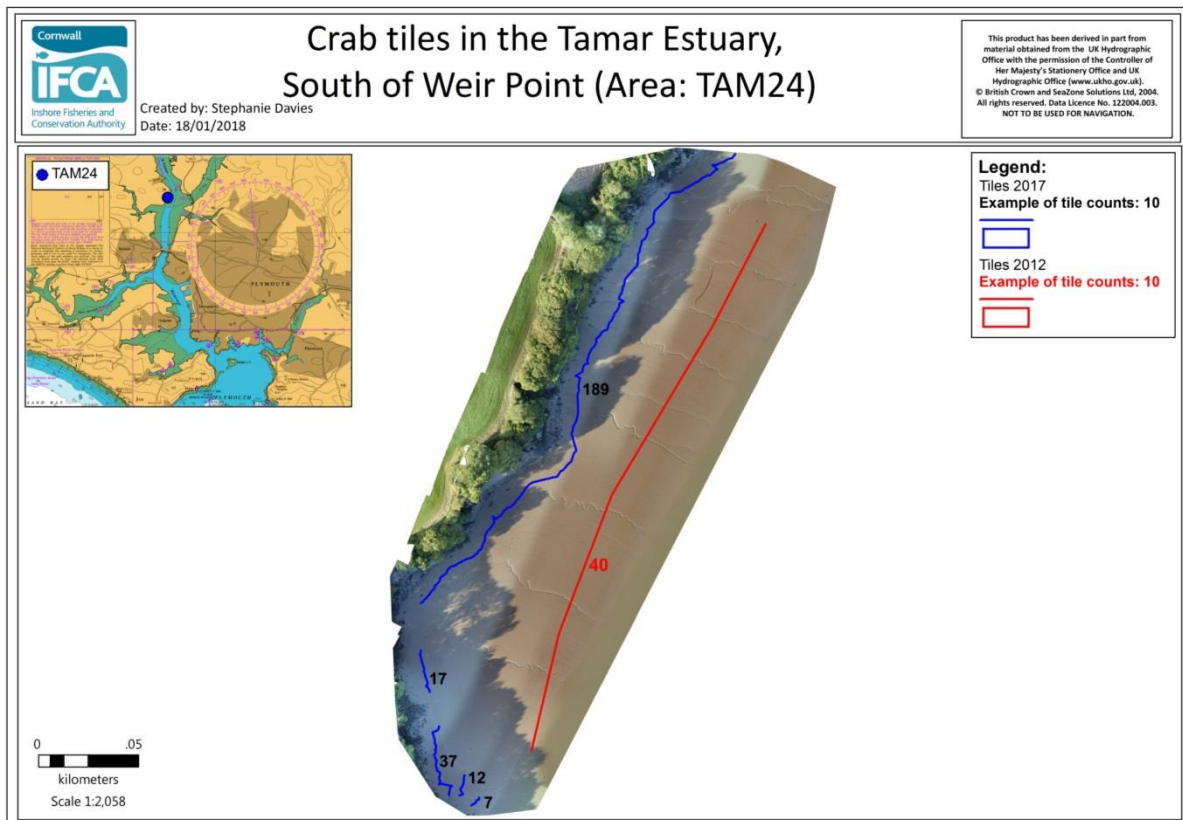 Cornwall
IFCA
Inshore Fisheries and
Conservation Authority
Crab tiles in the Tamar Estuary,
South of Weir Point (Area: TAM24)
Created by: Stephanie Davies
Date: 18/01/2018
This product has been derived in part from
material obtained from the UK Hydrographic
Office with the permission of the Controller of
Her Majesty's Stationery Office and UK
Hydrographic Office (www.ukho.gov.uk).
© British Crown and SeaZone Solutions Ltd, 2004.
All rights reserved. Data Licence No. 122004.003.
NOT TO BE USED FOR NAVIGATION.
TAM24
PLYMOUTH
PLYMOUTH
Legend:
Tiles 2017
Example of tile counts: 10
Tiles 2012
Example of tile counts: 10
189
40
17
37
12
7
0 .05
kilometers
Scale 1:2,058